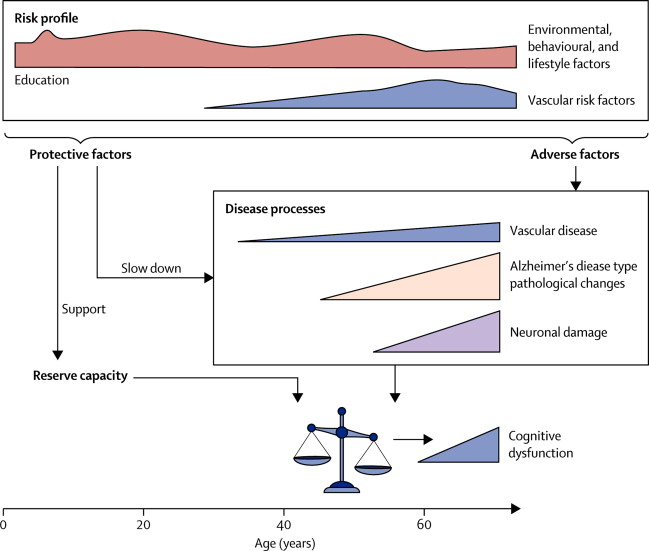 Risk profile
Environmental,
behavioural, and
lifestyle factors
Education
Vascular risk factors
Protective factors
Adverse factors
Disease processes
Vascular disease
Slow down
Alzheimer's disease type
pathological changes
Support
Neuronal damage
Reserve capacity
Cognitive
dysfunction
0 20 40 60
Age (years)